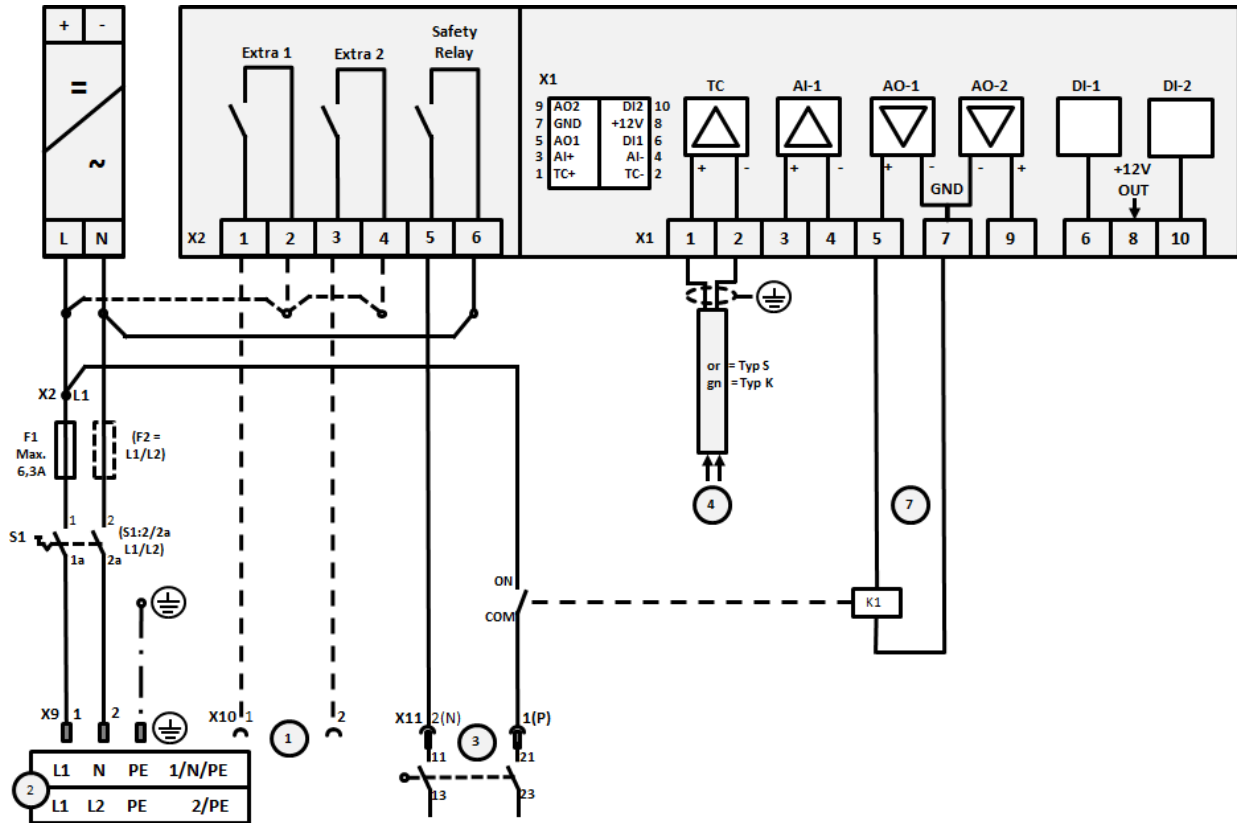 + -
= ~
L N
Extra 1 Extra 2 Safety
Relay
X2 1 2 3 4 5 6
X1
9 AO2 DI2 10
7 GND +12V 8
5 AO1 DI1 6
3 AI+ AI- 4
1 TC+ TC- 2
TC AI-1 AO-1 AO-2 DI-1 DI-2
+ - + - + - - +
GND
+12V
OUT
X1 1 2 3 4 5 7 9 6 8 10
or = Typ S
gn = Typ K
4
7
X2 L1
F1
Max.
6,3A
(F2 =
L1/L2)
S1
1 2
1a 2a
(S1:2/2a
L1/L2)
ON
COM
K1
X9 1 2
X10 1 2
1
X11 2(N) 1(P)
3
11 21
13 23
2
L1 N PE 1/N/PE
L1 L2 PE 2/PE